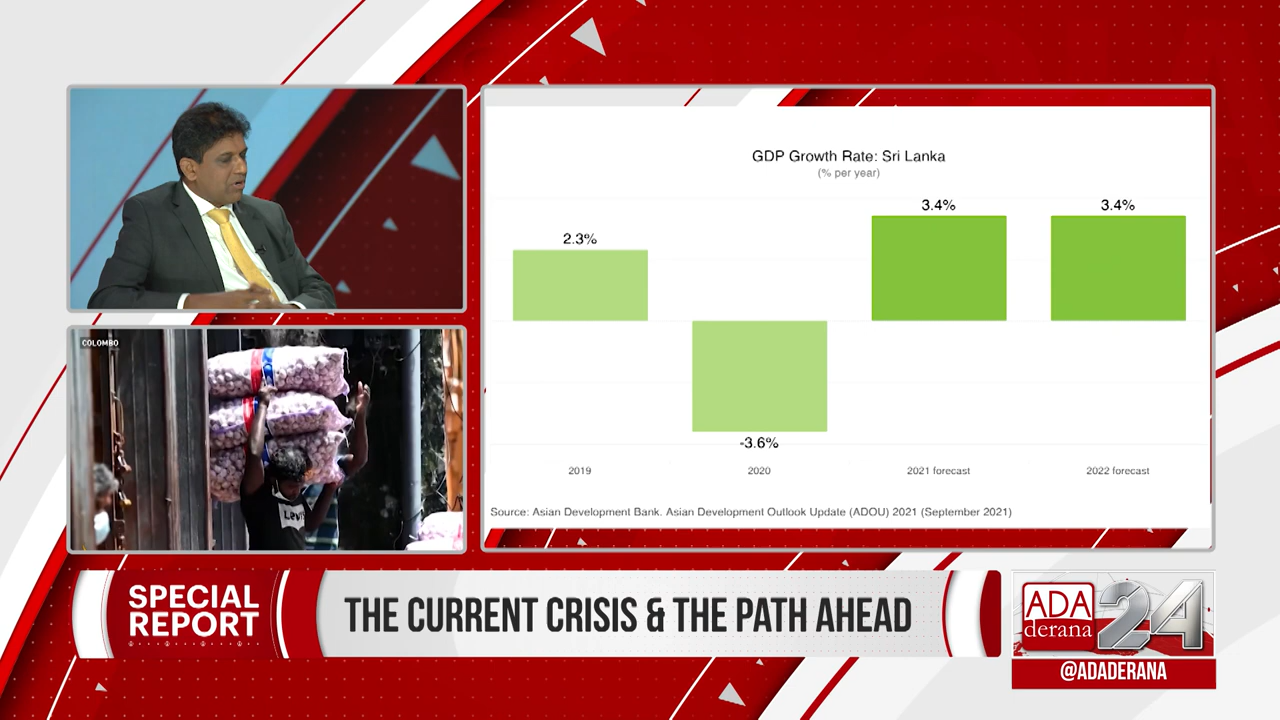 COLOMBO
GDP Growth Rate: Sri Lanka
(% per year)
2.3%
-3.6%
3.4%
3.4%
2019
2020
2021 forecast
2022 forecast
Source: Asian Development Bank. Asian Development Outlook Update (ADOU) 2021 (September 2021)
SPECIAL
REPORT
THE CURRENT CRISIS & THE PATH AHEAD
ADA
derana
24
@ADADERANA